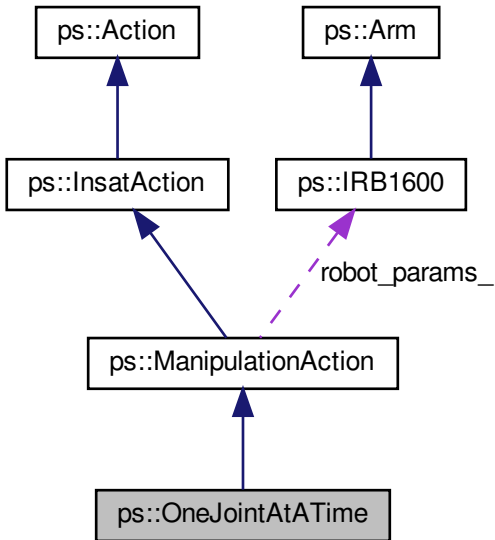 ps::Action
ps::Arm
ps::InsatAction
ps::IRB1600
robot_params_
ps::ManipulationAction
ps::OneJointAtATime